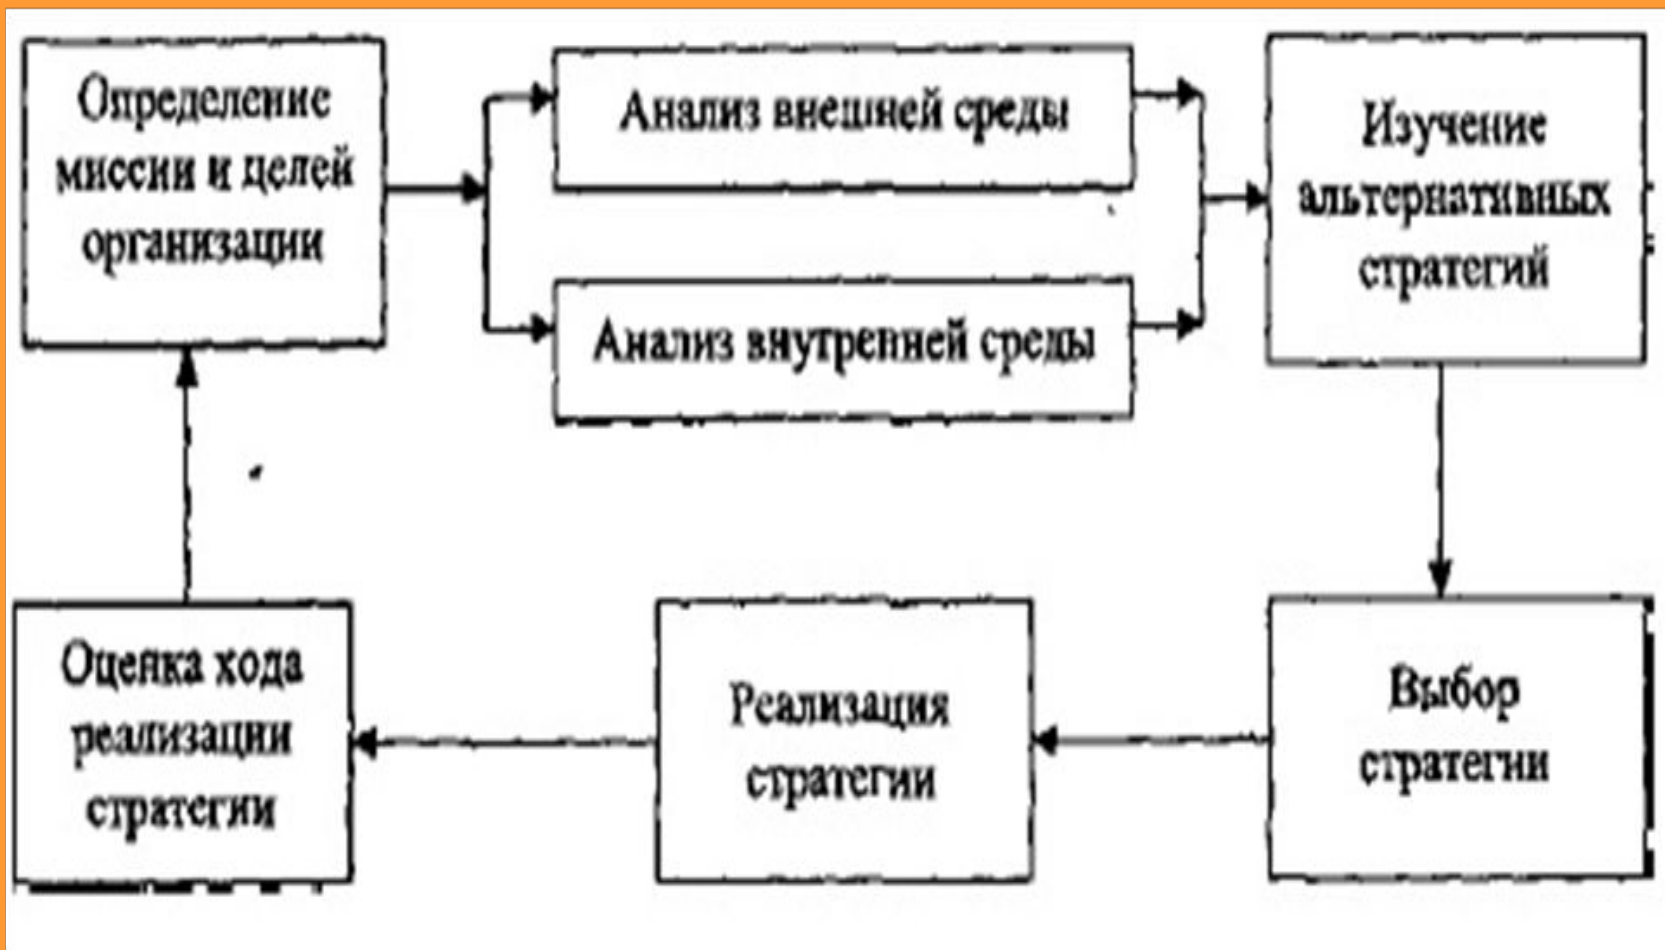 Определение
миссии и целей
организации
Анализ внешней среды
Анализ внутренней среды
Изучение
альтернативных
стратегий
Выбор
стратегии
Реализация
стратегии
Оценка хода
реализации
стратегии